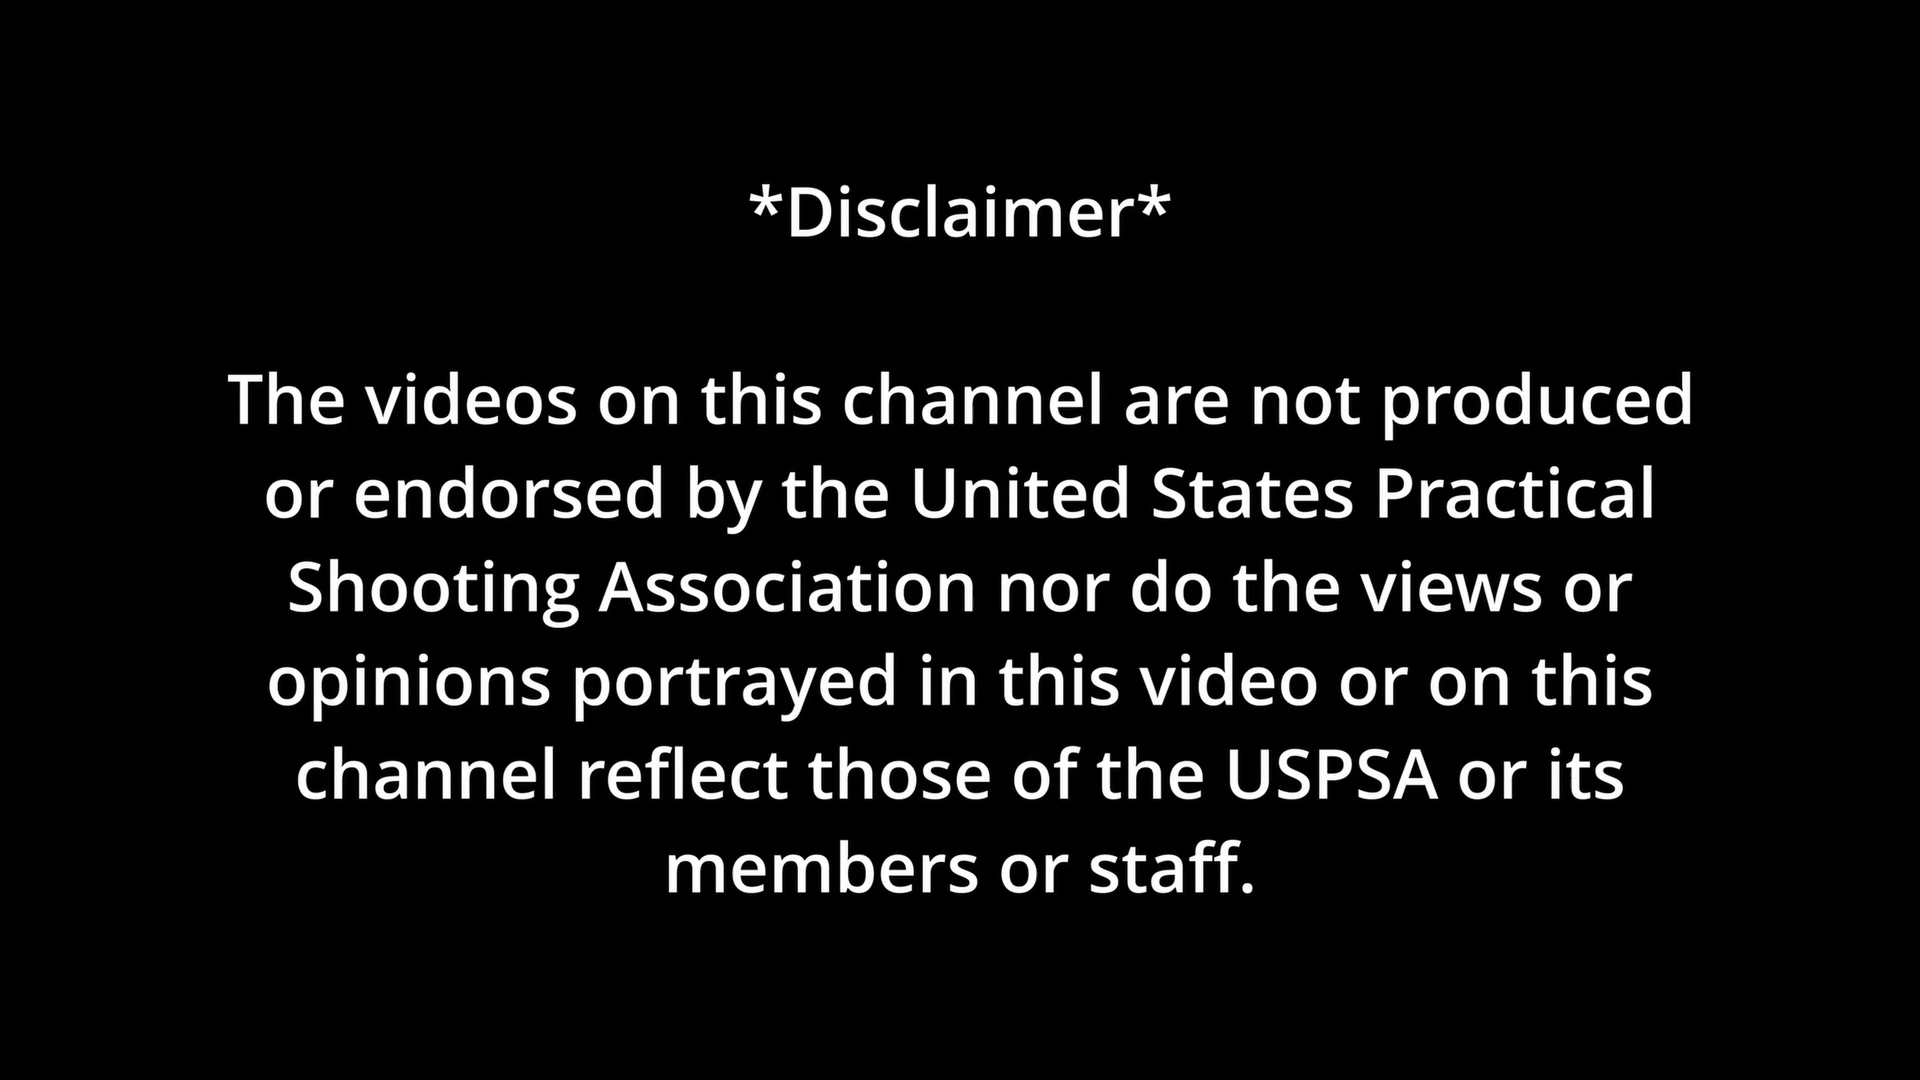 *Disclaimer*
The videos on this channel are not produced
or endorsed by the United States Practical
Shooting Association nor do the views or
opinions portrayed in this video or on this
channel reflect those of the USPSA or its
members or staff.